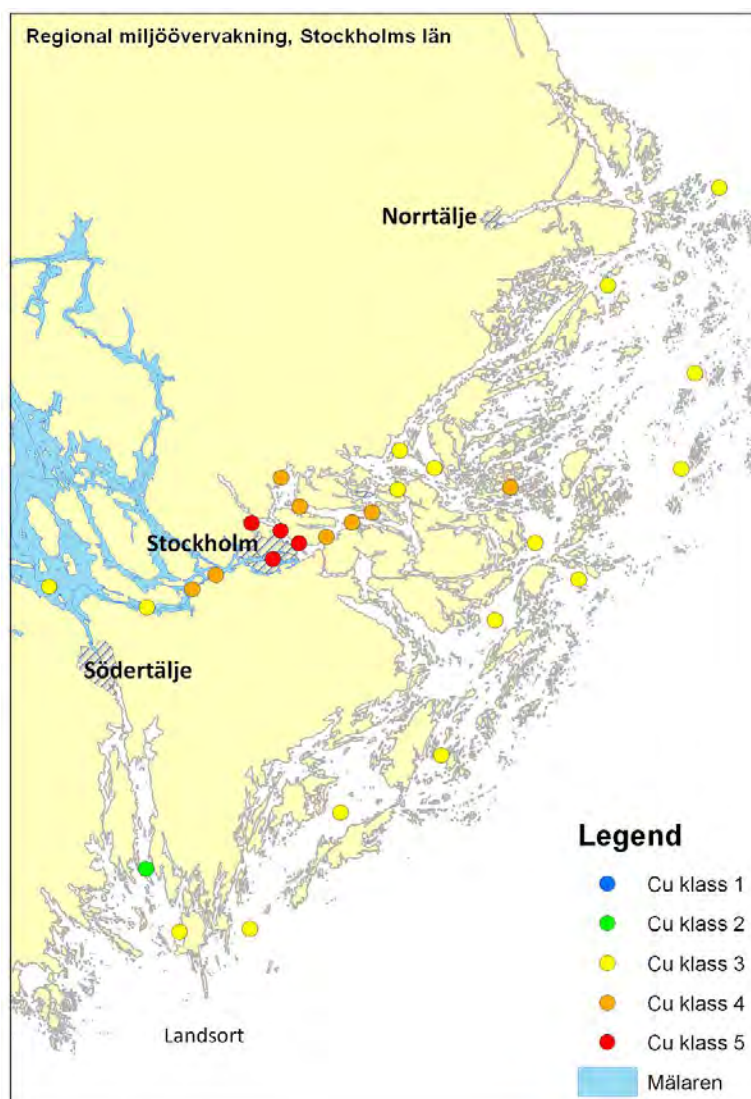 Regional miljöövervakning, Stockholms län
Norrtälje
Stockholm
Södertälje
Landsort
Legend
Cu klass 1
Cu klass 2
Cu klass 3
Cu klass 4
Cu klass 5
Mälaren